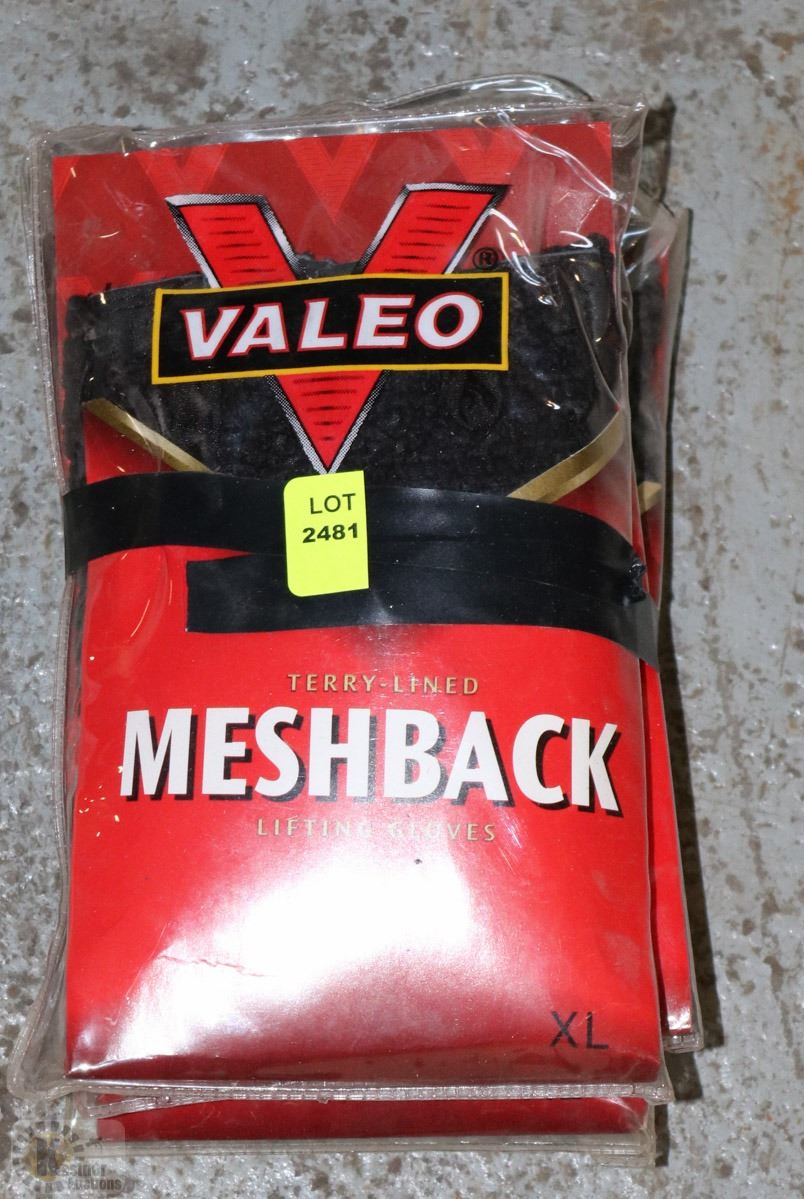 VALEO
®
LOT
2481
TERRY-LINED
MESHBACK
LIFTING GLOVES
XL